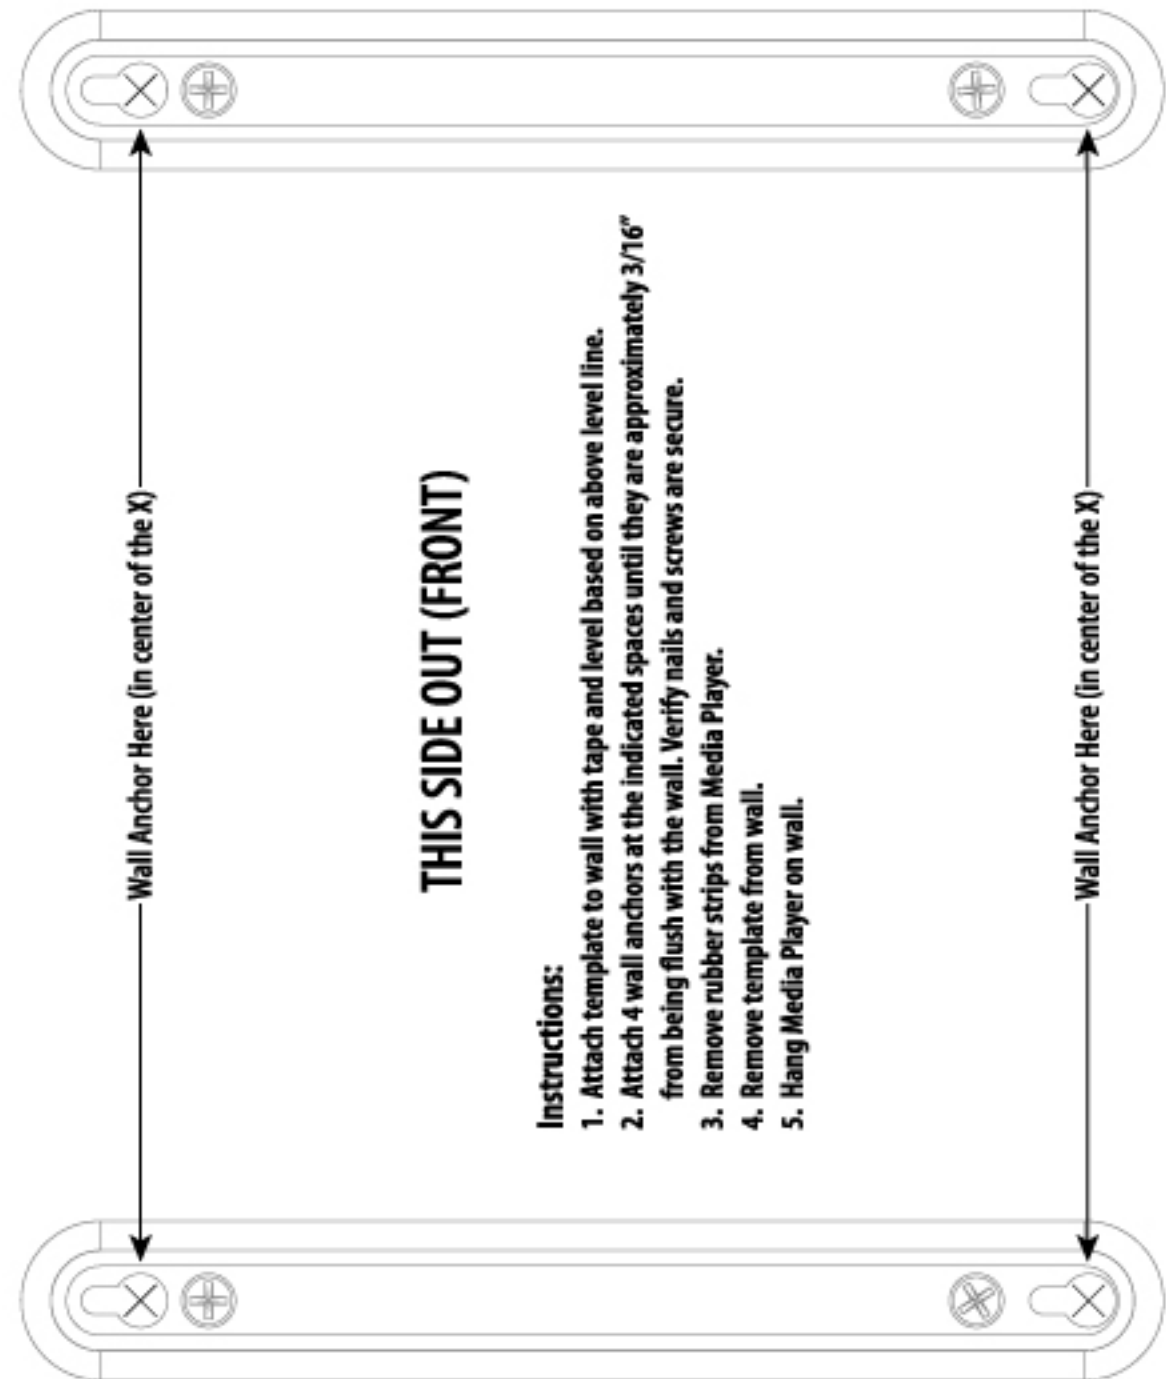 Wall Anchor Here (in center of the X)
THIS SIDE OUT (FRONT)
Instructions:
1. Attach template to wall with tape and level based on above level line.
2. Attach 4 wall anchors at the indicated spaces until they are approximately 3/16”
from being flush with the wall. Verify nails and screws are secure.
3. Remove rubber strips from Media Player.
4. Remove template from wall.
5. Hang Media Player on wall.
Wall Anchor Here (in center of the X)